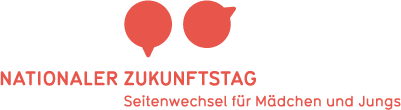 NATIONALER ZUKUNFTSTAG
Seitenwechsel für Mädchen und Jungs